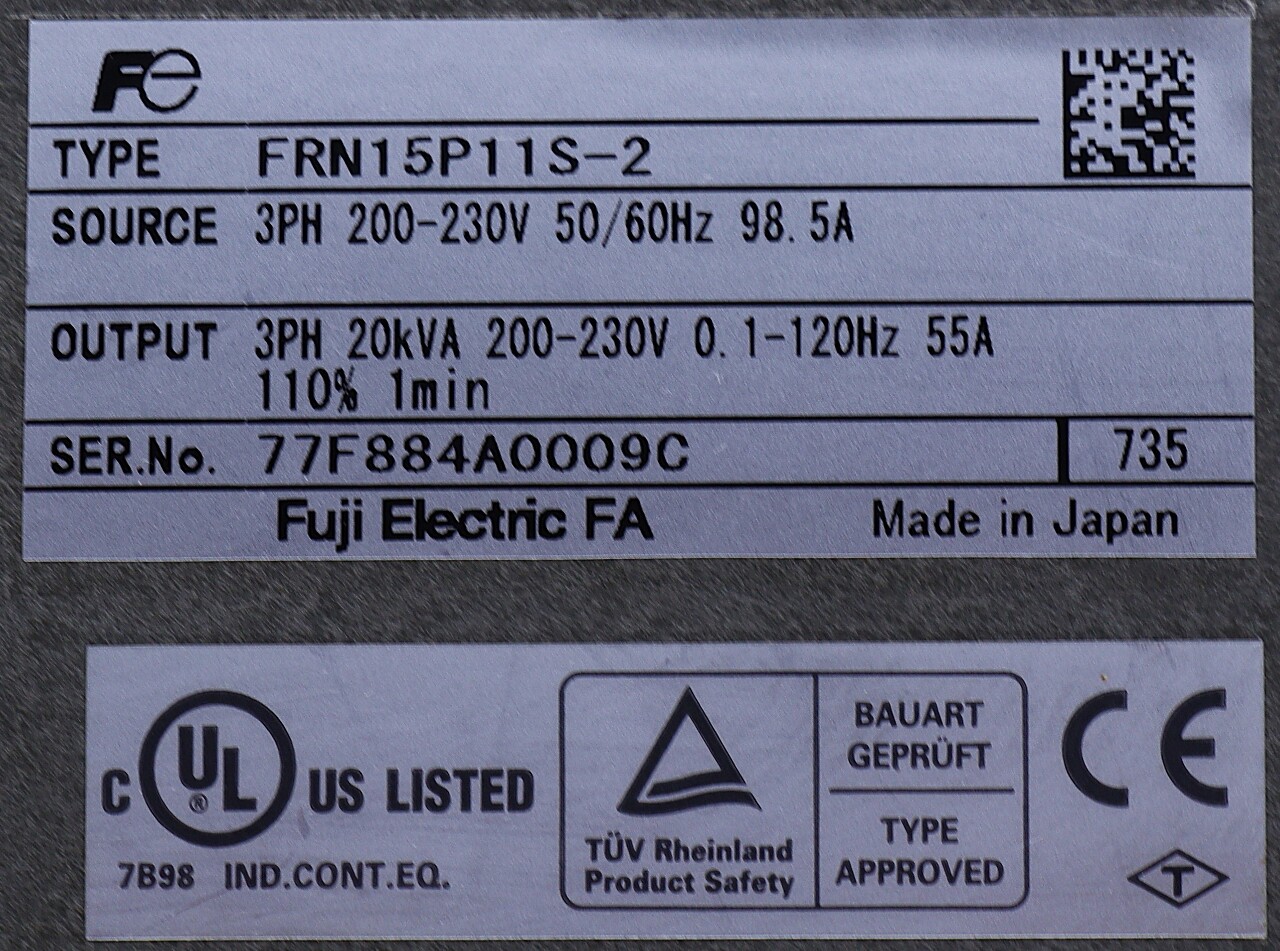 Fe
TYPE FRN15P11S-2
SOURCE 3PH 200-230V 50/60Hz 98.5A
OUTPUT 3PH 20kVA 200-230V 0.1-120Hz 55A
110% 1min
SER.No. 77F884A0009C 735
Fuji Electric FA Made in Japan
C UL ® US LISTED
7B98 IND.CONT.EQ.
TÜV Rheinland
Product Safety
BAUART
GEPRÜFT
TYPE
APPROVED
CE
T